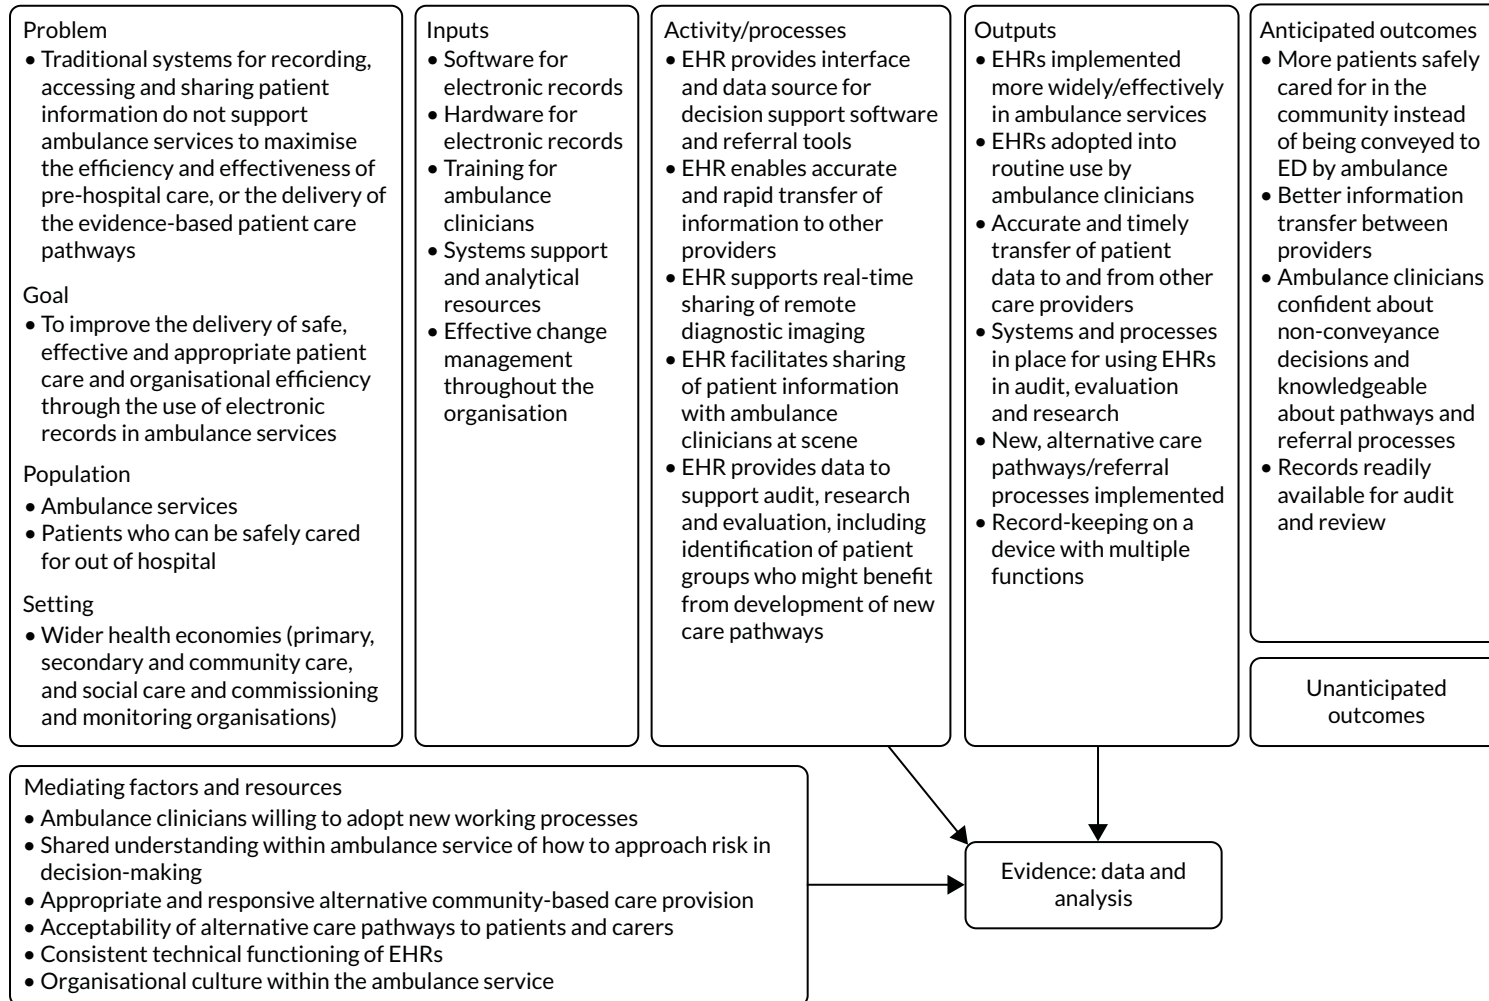 Problem
• Traditional systems for recording,
accessing and sharing patient
information do not support
ambulance services to maximise
the efficiency and effectiveness of
pre-hospital care, or the delivery of
the evidence-based patient care
pathways
Goal
• To improve the delivery of safe,
effective and appropriate patient
care and organisational efficiency
through the use of electronic
records in ambulance services
Population
• Ambulance services
• Patients who can be safely cared
for out of hospital
Setting
• Wider health economies (primary,
secondary and community care,
and social care and commissioning
and monitoring organisations)
Inputs
• Software for
electronic records
• Hardware for
electronic records
• Training for
ambulance
clinicians
• Systems support
and analytical
resources
• Effective change
management
throughout the
organisation
Activity/processes
• EHR provides interface
and data source for
decision support software
and referral tools
• EHR enables accurate
and rapid transfer of
information to other
providers
• EHR supports real-time
sharing of remote
diagnostic imaging
• EHR facilitates sharing
of patient information
with ambulance
clinicians at scene
• EHR provides data to
support audit, research
and evaluation, including
identification of patient
groups who might benefit
from development of new
care pathways
Outputs
• EHRs implemented
more widely/effectively
in ambulance services
• EHRs adopted into
routine use by
ambulance clinicians
• Accurate and timely
transfer of patient
data to and from other
care providers
• Systems and processes
in place for using EHRs
in audit, evaluation
and research
• New, alternative care
pathways/referral
processes implemented
• Record-keeping on a
device with multiple
functions
Anticipated outcomes
• More patients safely
cared for in the
community instead
of being conveyed to
ED by ambulance
• Better information
transfer between
providers
• Ambulance clinicians
confident about
non-conveyance
decisions and
knowledgeable
about pathways and
referral processes
• Records readily
available for audit
and review
Unanticipated
outcomes
Mediating factors and resources
• Ambulance clinicians willing to adopt new working processes
• Shared understanding within ambulance service of how to approach risk in
decision-making
• Appropriate and responsive alternative community-based care provision
• Acceptability of alternative care pathways to patients and carers
• Consistent technical functioning of EHRs
• Organisational culture within the ambulance service
Evidence: data and
analysis